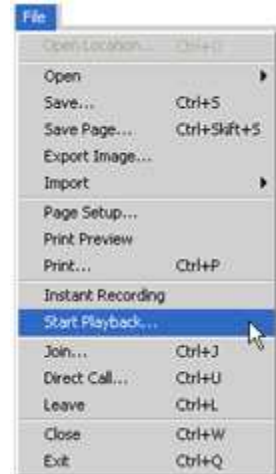 File
Open Location... Ctrl+O
Open
Save... Ctrl+S
Save Page... Ctrl+Skift+S
Export Image...
Import
Page Setup...
Print Preview
Print... Ctrl+P
Instant Recording
Start Playback...
Join... Ctrl+J
Direct Call... Ctrl+U
Leave Ctrl+L
Close Ctrl+W
Exit Ctrl+Q